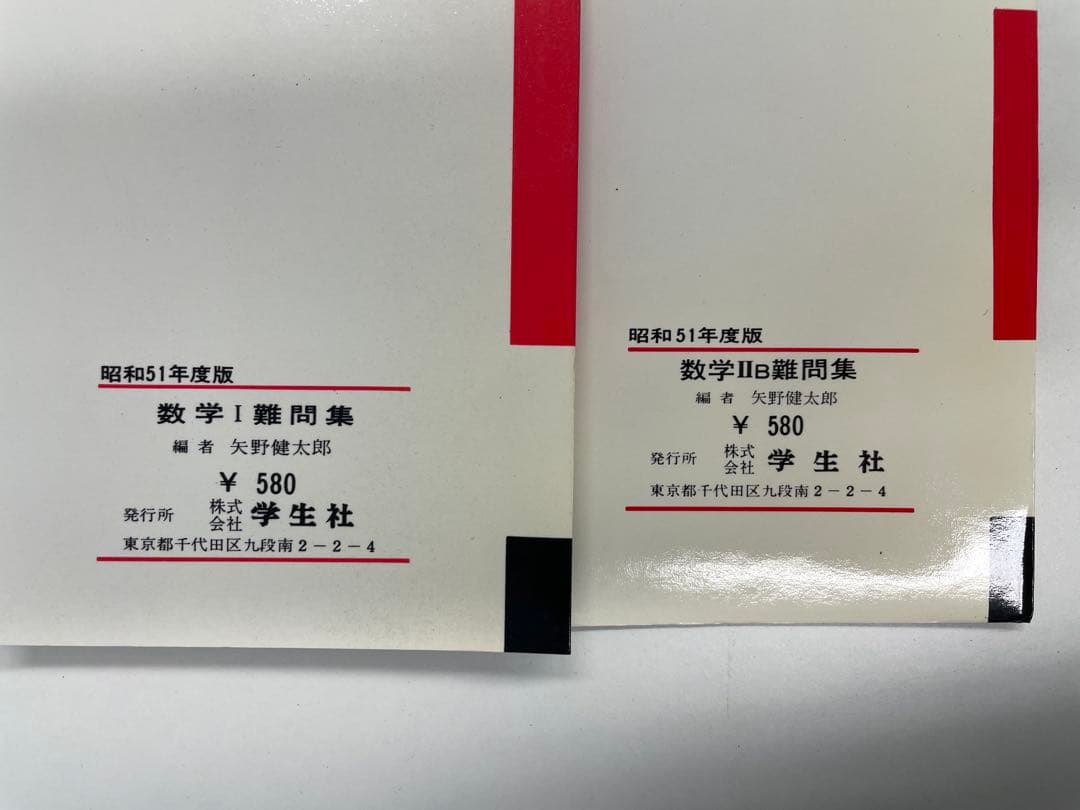 昭和51年度版
数学Ⅰ難問集
編者 矢野健太郎
¥ 580
発行所 株式会社 学生社
東京都千代田区九段南2-2-4
昭和51年度版
数学ⅡB難問集
編者 矢野健太郎
¥ 580
発行所 株式会社 学生社
東京都千代田区九段南2-2-4